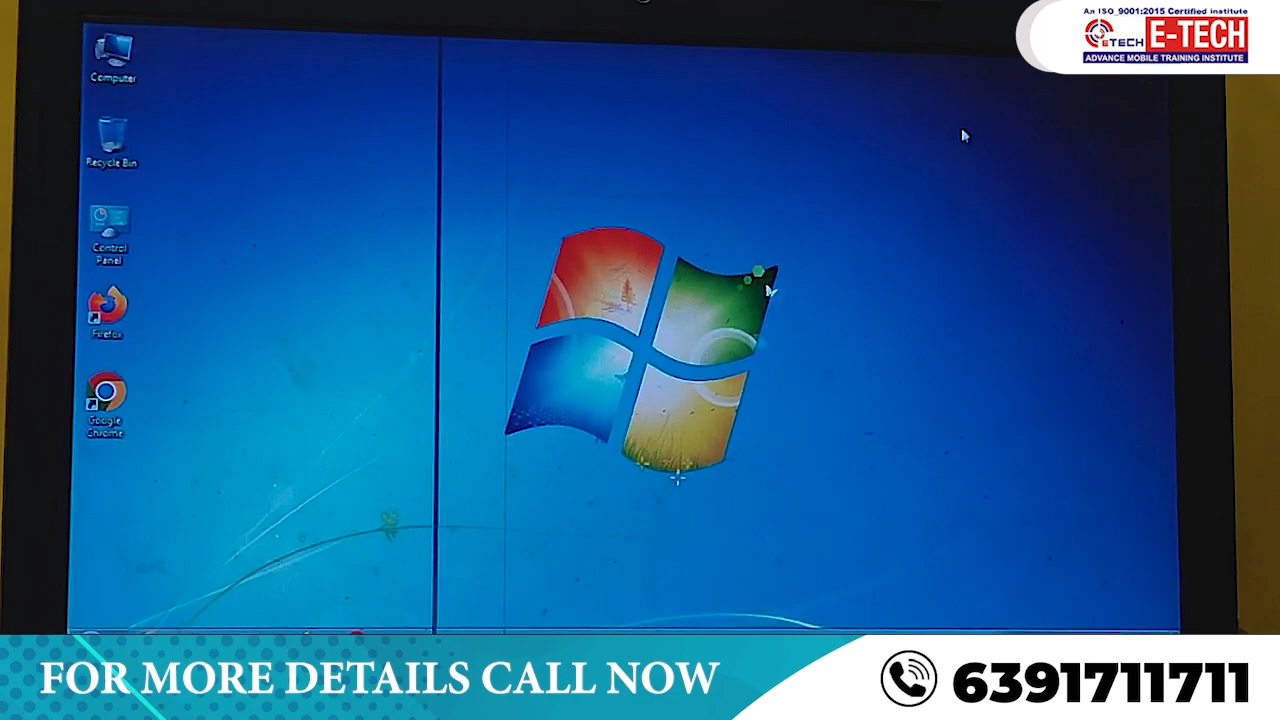 An ISO 9001:2015 Certified institute
ETECH E-TECH
ADVANCE MOBILE TRAINING INSTITUTE
Computer
Recycle Bin
Control
Panel
Firefox
Google
Chrome
FOR MORE DETAILS CALL NOW
6391711711